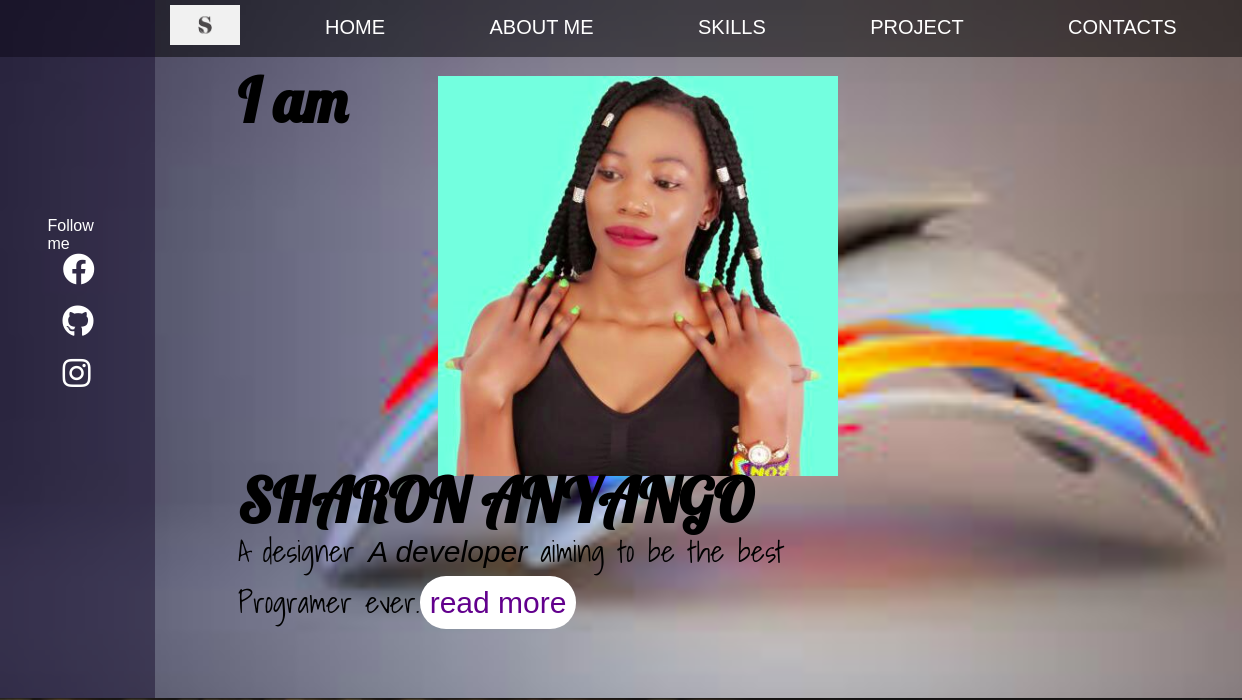 S
HOME ABOUT ME SKILLS PROJECT CONTACTS
I am
Follow
me
SHARON ANYANGO
A designer A developer aiming to be the best
Programer ever. read more